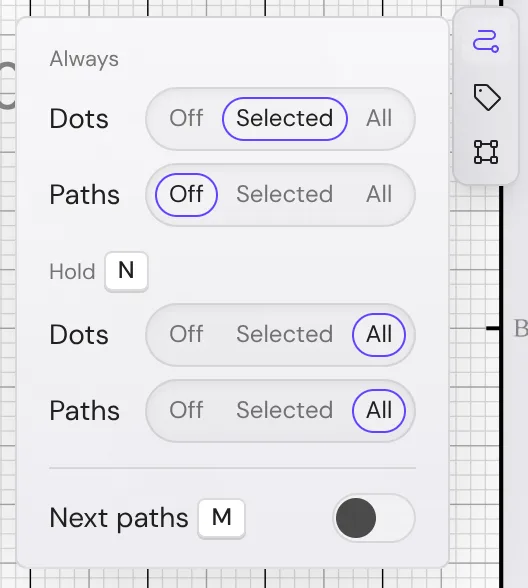 Always
Dots Off Selected All
Paths Off Selected All
Hold N
Dots Off Selected All
Paths Off Selected All
Next paths M
B